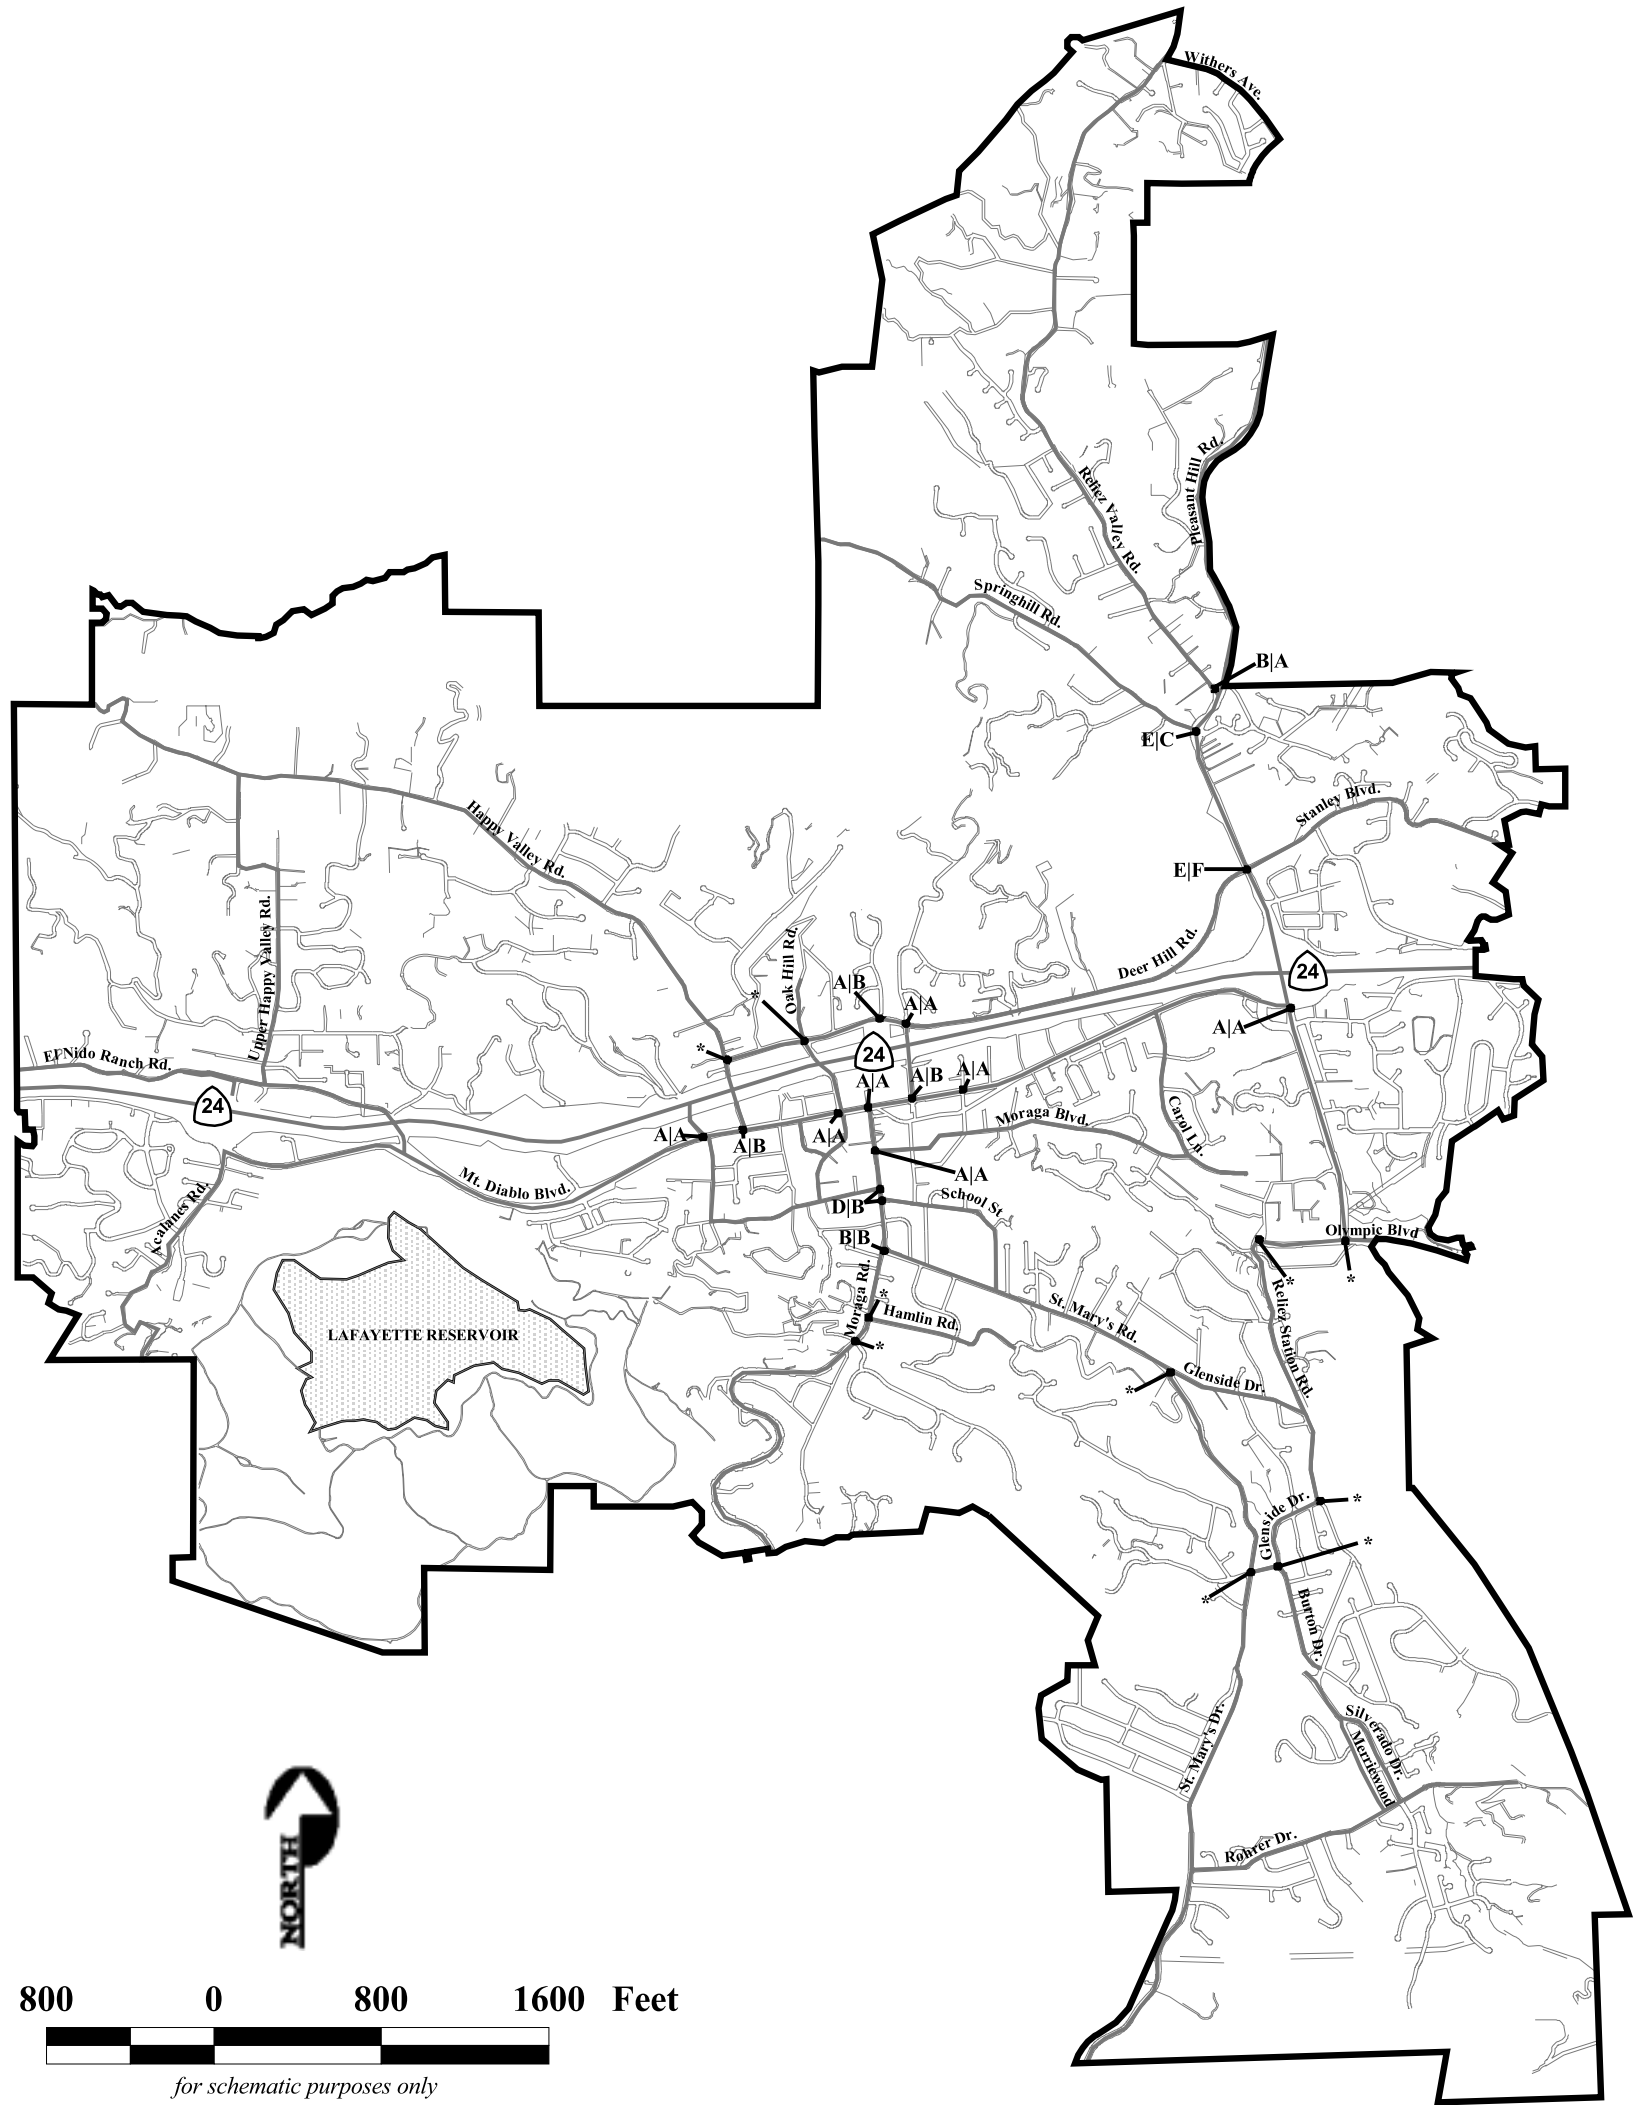 Withers Ave.
Pleasant Hill Rd.
Reliez Valley Rd.
Springhill Rd.
B|A
E|C
Stanley Blvd.
Happy Valley Rd.
E|F
Upper Happy Valley Rd.
Oak Hill Rd.
Deer Hill Rd.
24
A|B
*
A|A
A|A
*
24
El Nido Ranch Rd.
A|A
A|B
A|A
24
Carol Ln.
Moraga Blvd.
A|A
A|B
A|A
A|A
Mt. Diablo Blvd.
School St
D|B
Acalanes Rd.
Olympic Blvd
B|B
*
*
Moraga Rd.
*
Reliez Station Rd.
St. Mary's Rd.
Hamlin Rd.
LAFAYETTE RESERVOIR
*
Glenside Dr.
*
*
Glenside Dr.
*
*
Burton Dr.
St. Mary's Dr.
Silverado Dr.
Merriewood
Rohrer Dr.
NORTH
800 0 800 1600 Feet
for schematic purposes only